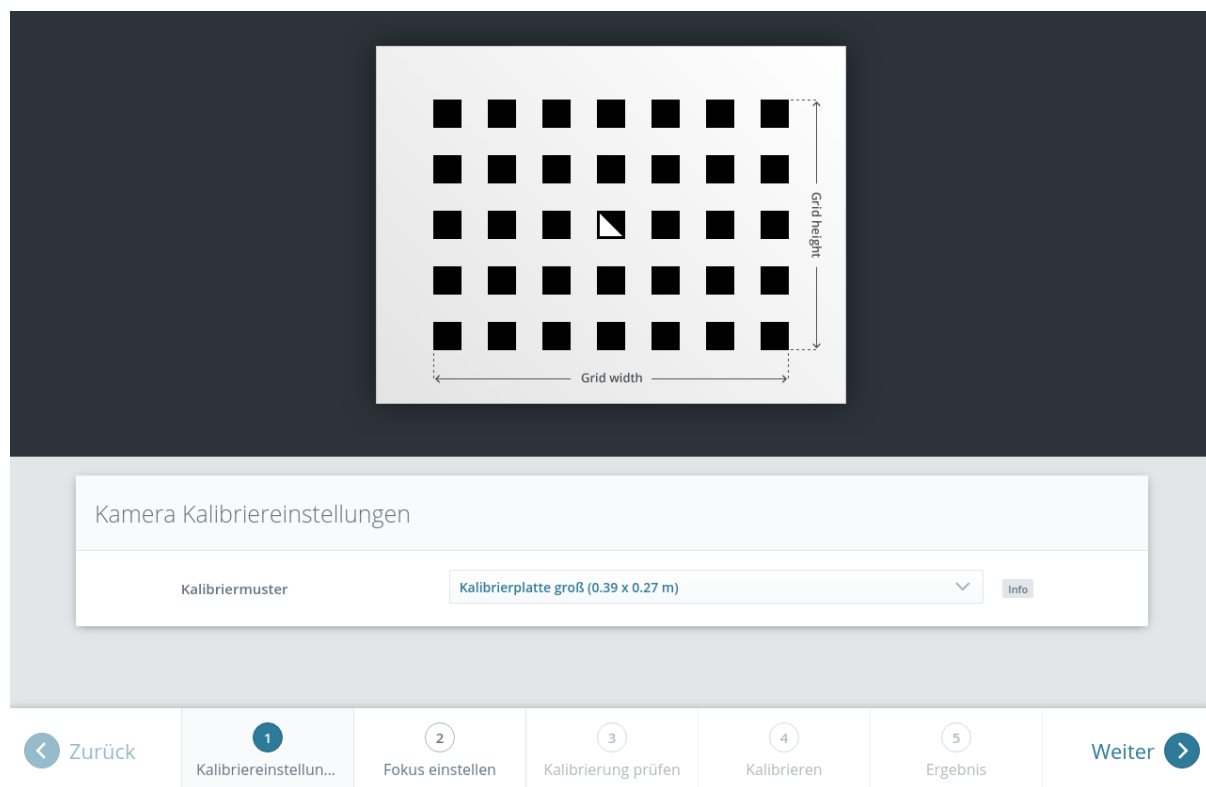 Grid height
Grid width
Kamera Kalibriereinstellungen
Kalibriermuster
Kalibrierplatte groß (0.39 x 0.27 m)
Info
Zurück
1
Kalibriereinstellun...
2
Fokus einstellen
3
Kalibrierung prüfen
4
Kalibrieren
5
Ergebnis
Weiter